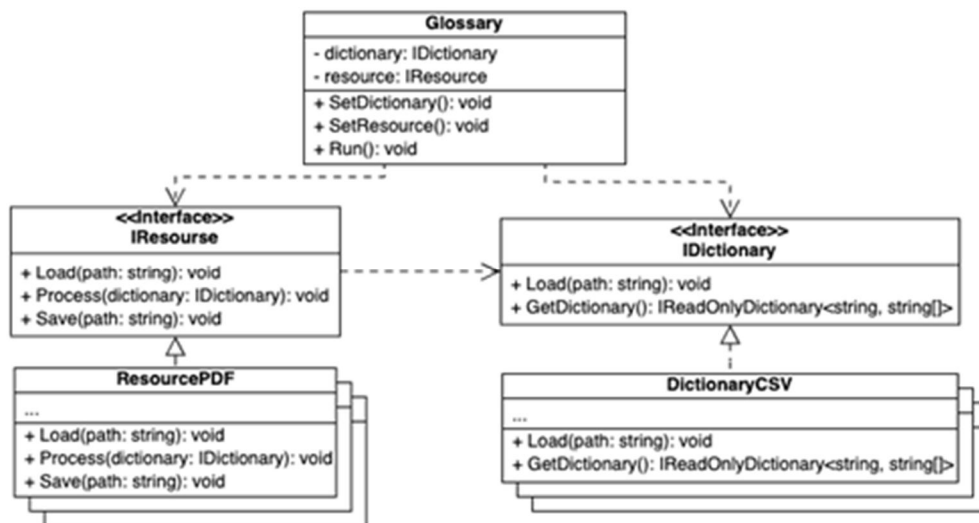 Glossary
- dictionary: IDictionary
- resource: IResource
+ SetDictionary(): void
+ SetResource(): void
+ Run(): void
<<Interface>>
IResourse
+ Load(path: string): void
+ Process(dictionary: IDictionary): void
+ Save(path: string): void
<<Interface>>
IDictionary
+ Load(path: string): void
+ GetDictionary(): IReadOnlyDictionary<string, string[]>
ResourcePDF
...
+ Load(path: string): void
+ Process(dictionary: IDictionary): void
+ Save(path: string): void
DictionaryCSV
...
+ Load(path: string): void
+ GetDictionary(): IReadOnlyDictionary<string, string[]>